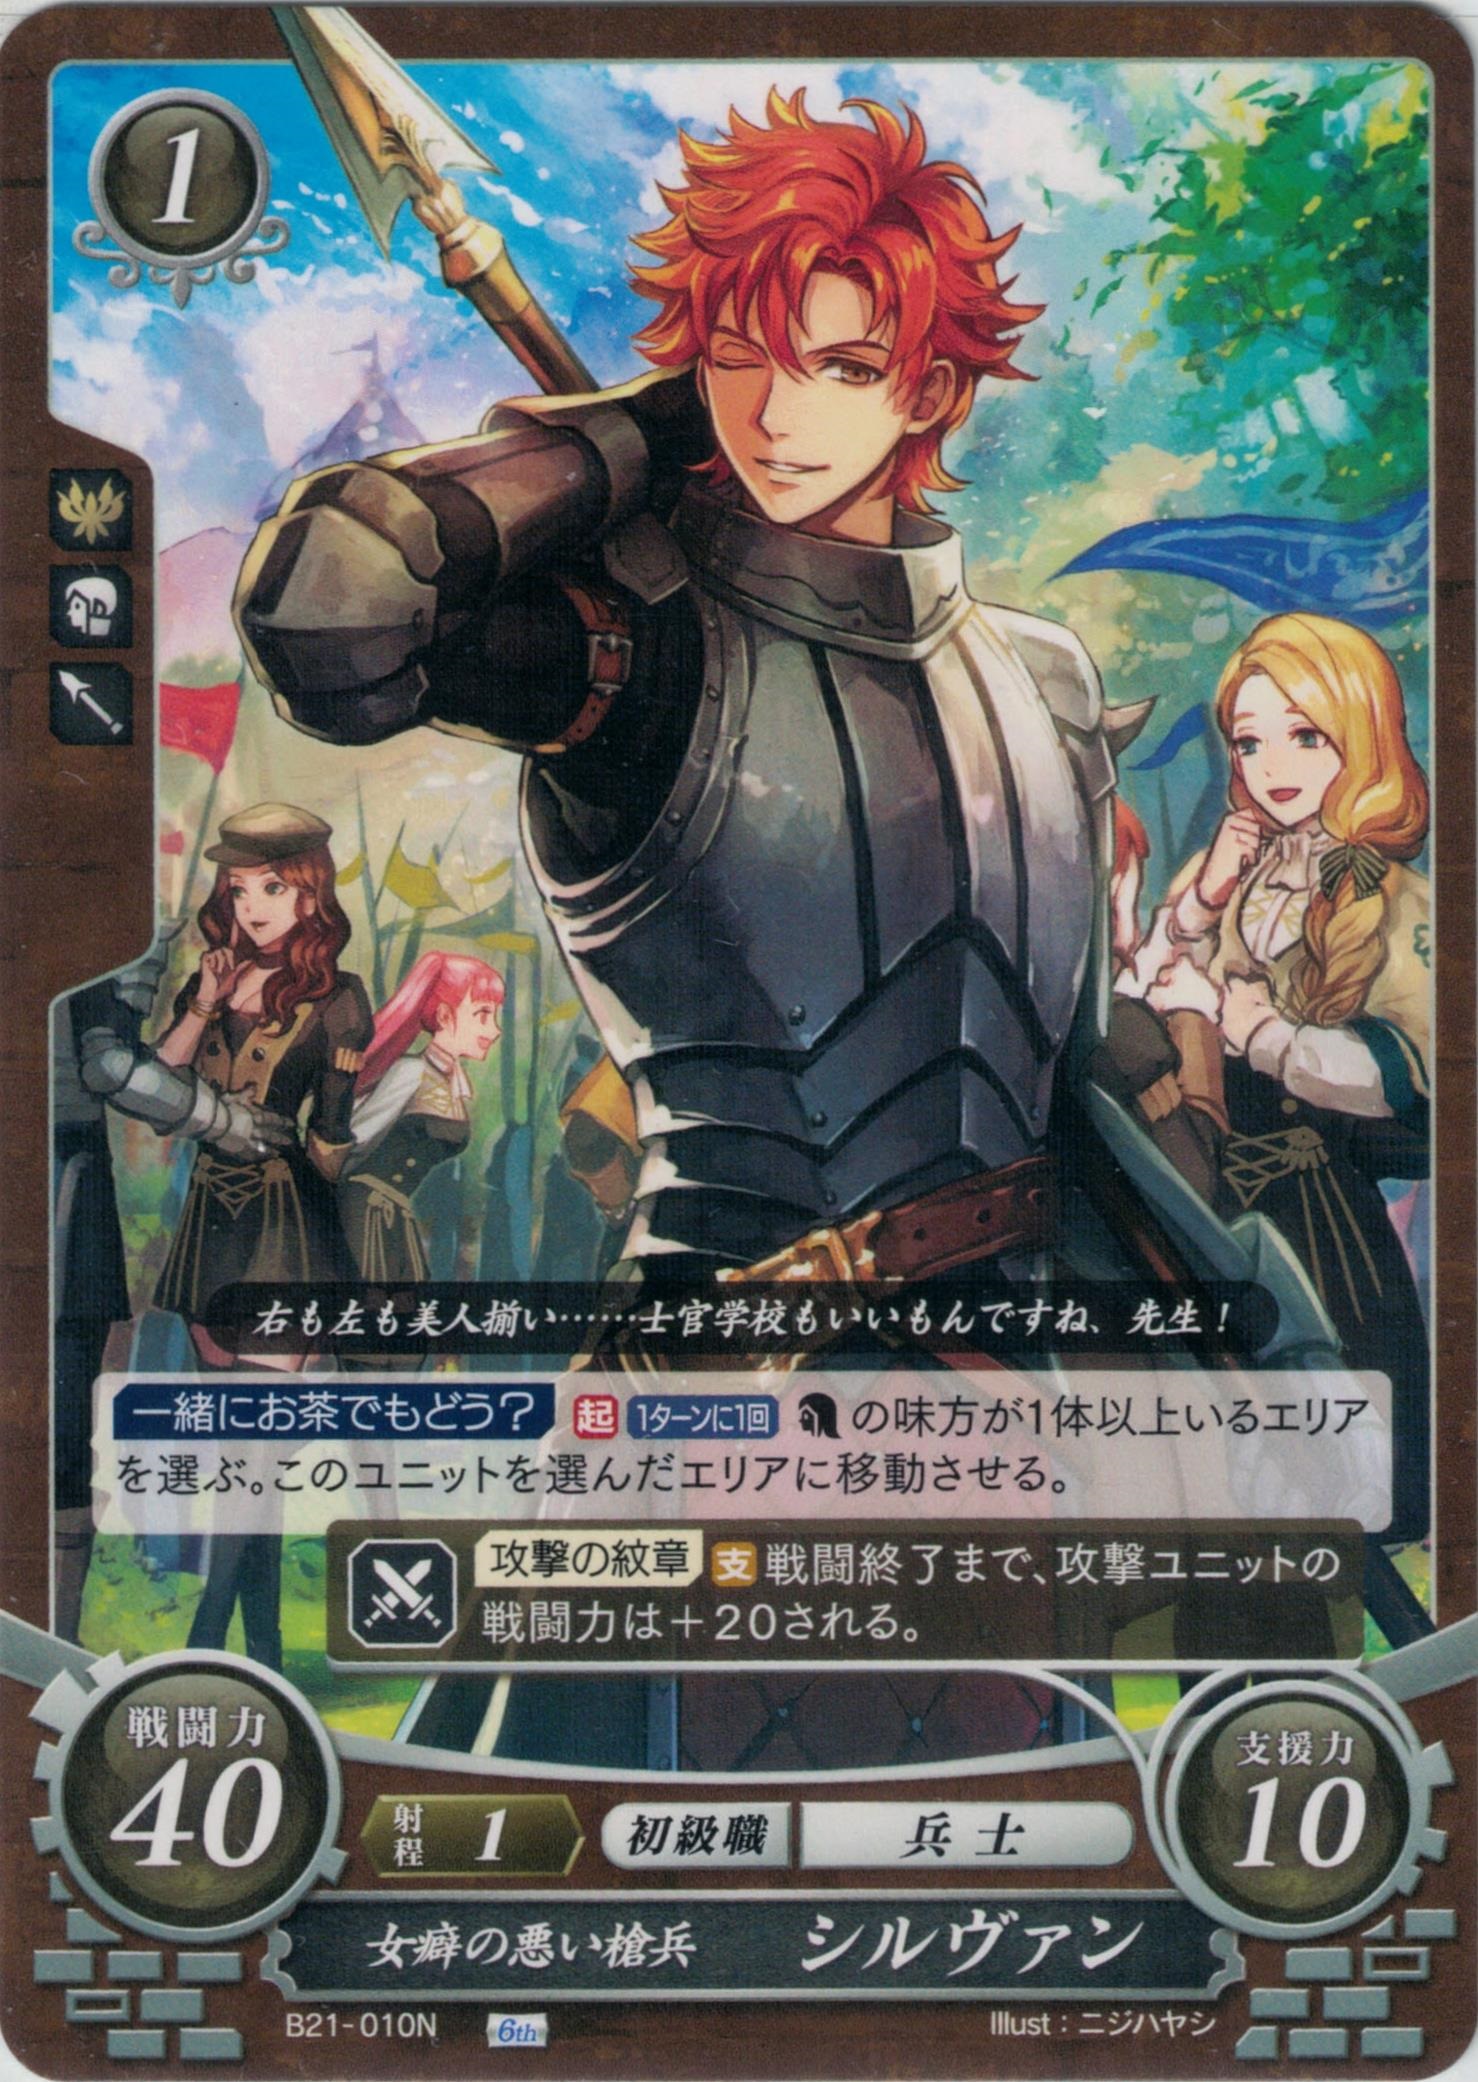 1
右も左も美人揃い……士官学校もいいもんですね、先生！
一緒にお茶でもどう？ 起 1ターンに1回 の味方が1体以上いるエリア
を選ぶ。このユニットを選んだエリアに移動させる。
攻撃の紋章 支 戦闘終了まで、攻撃ユニットの
戦闘力は＋20される。
戦闘力
40
射程 1
初級職 兵士
支援力
10
女癖の悪い槍兵 シルヴァン
B21-010N 6th Illust：ニジハヤシ